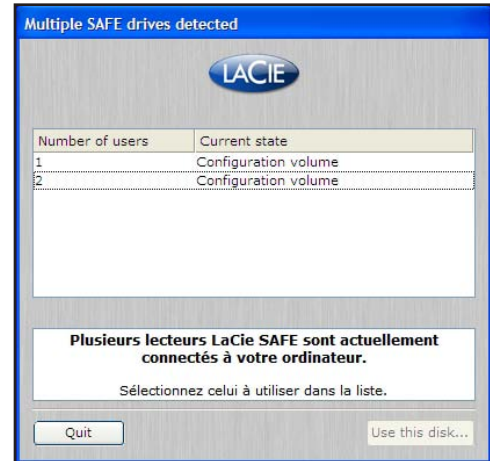 Multiple SAFE drives detected
LACIE
Number of users Current state
1 Configuration volume
2 Configuration volume
Plusieurs lecteurs LaCie SAFE sont actuellement
connectés à votre ordinateur.
Sélectionnez celui à utiliser dans la liste.
Quit Use this disk...